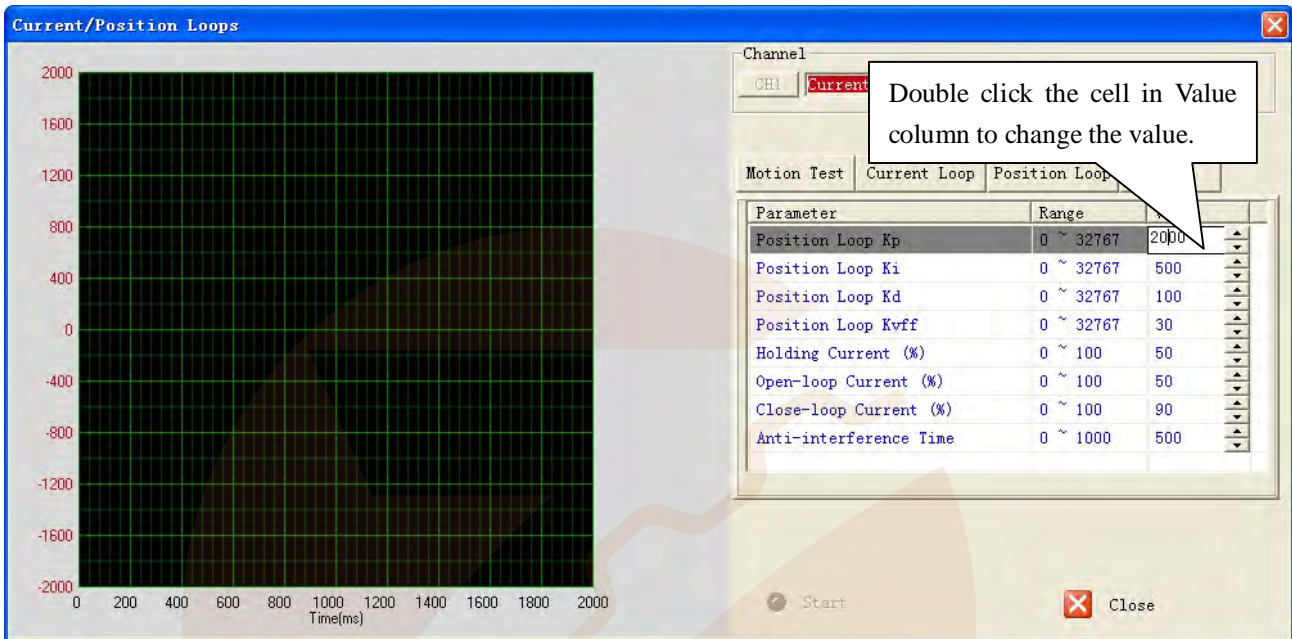 Current/Position Loops
Channel
CH1
Double click the cell in Value
column to change the value.
Motion Test Current Loop Position Loop
Parameter Range
Position Loop Kp 0 ~ 32767 2000
Position Loop Ki 0 ~ 32767 500
Position Loop Kd 0 ~ 32767 100
Position Loop Kvff 0 ~ 32767 30
Holding Current (%) 0 ~ 100 50
Open-loop Current (%) 0 ~ 100 50
Close-loop Current (%) 0 ~ 100 90
Anti-interference Time 0 ~ 1000 500
Start Close
2000
1600
1200
800
400
0
-400
-800
-1200
-1600
-2000
0 200 400 600 800 1000 1200 1400 1600 1800 2000
Time(ms)